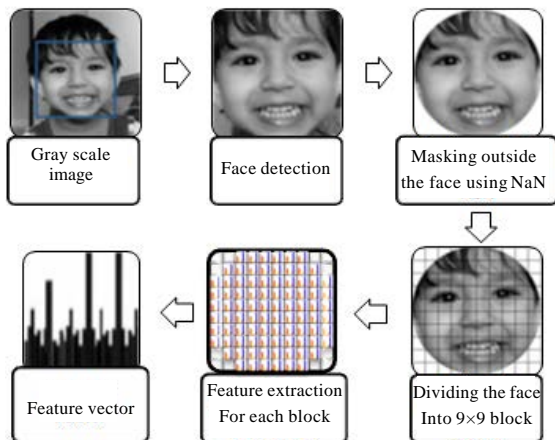 Gray scale
image
Face detection
Masking outside
the face using NaN
Feature vector
Feature extraction
For each block
Dividing the face
Into 9×9 block